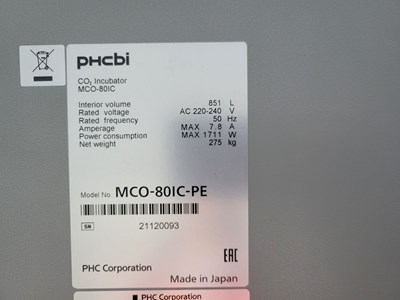 PHCbi
CO₂ Incubator
MCO-80IC
Interior volume 851 L
Rated voltage AC 220-240 V
Rated frequency 50 Hz
Amperage MAX 7.8 A
Power consumption MAX 1711 W
Net weight 275 kg
Model No. MCO-80IC-PE
SN 21120093
EAC
PHC Corporation
Made in Japan
PHC Corporation